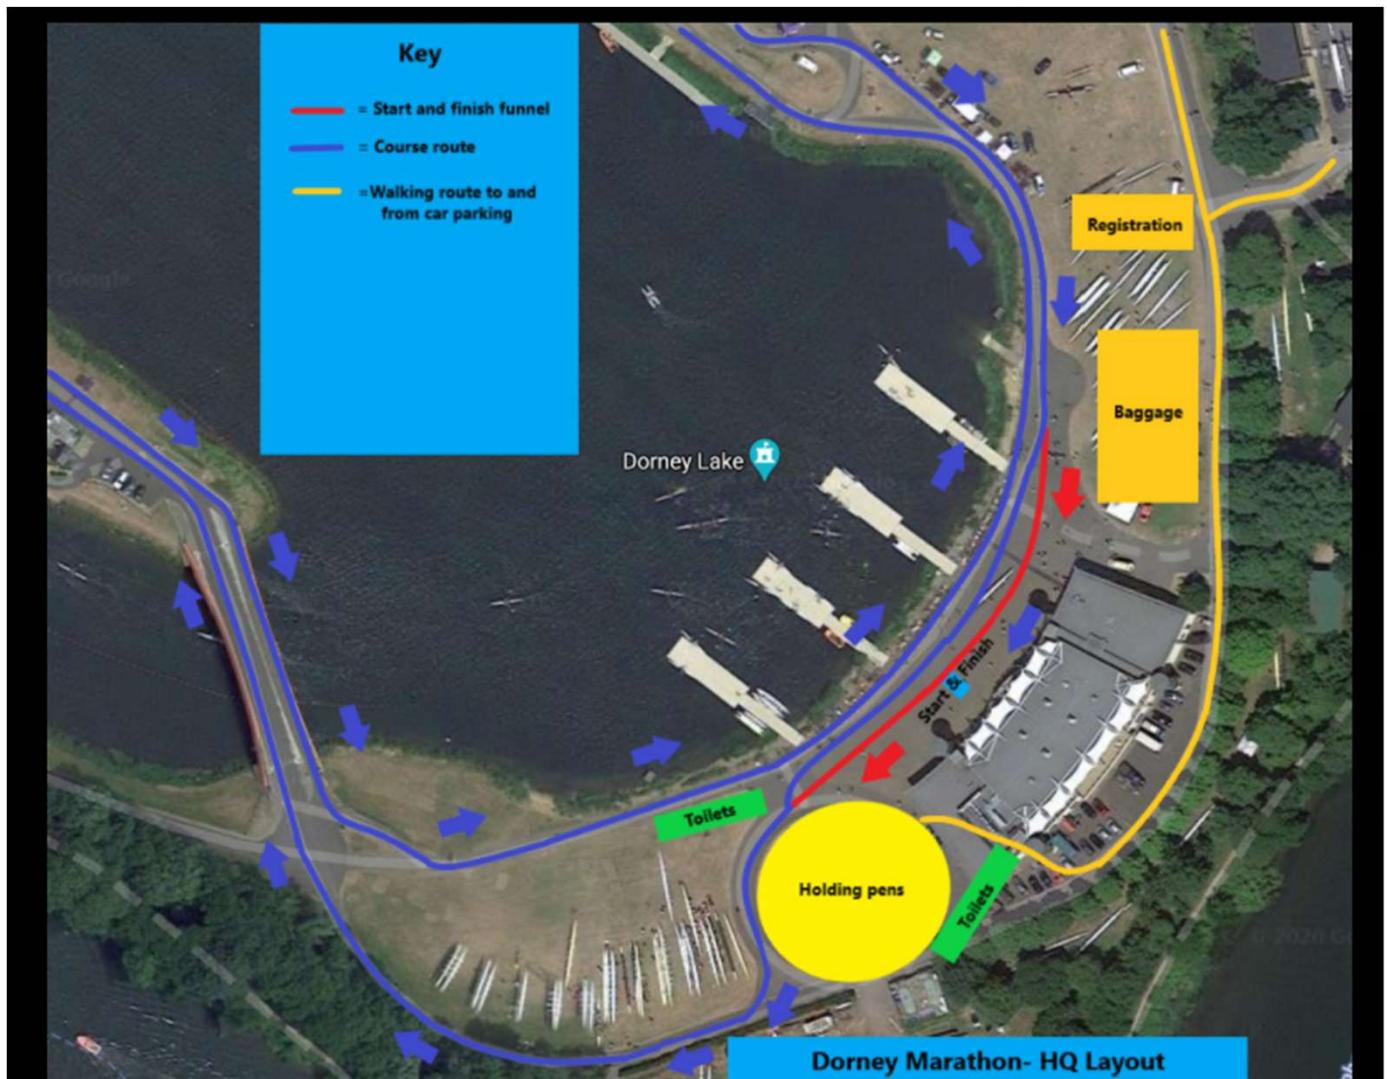 Key
= Start and finish funnel
= Course route
=Walking route to and
from car parking
Google
Registration
Baggage
Dorney Lake
Start & Finish
Toilets
Holding pens
Toilets
Dorney Marathon- HQ Layout